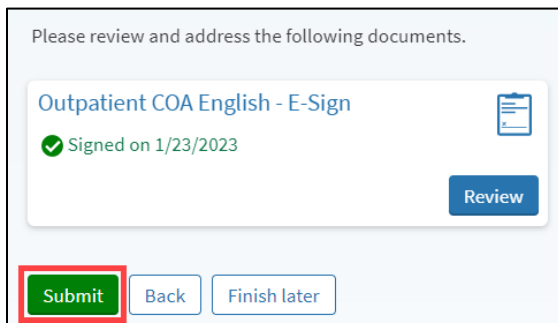 Please review and address the following documents.
Outpatient COA English - E-Sign
Signed on 1/23/2023
Review
Submit Back Finish later